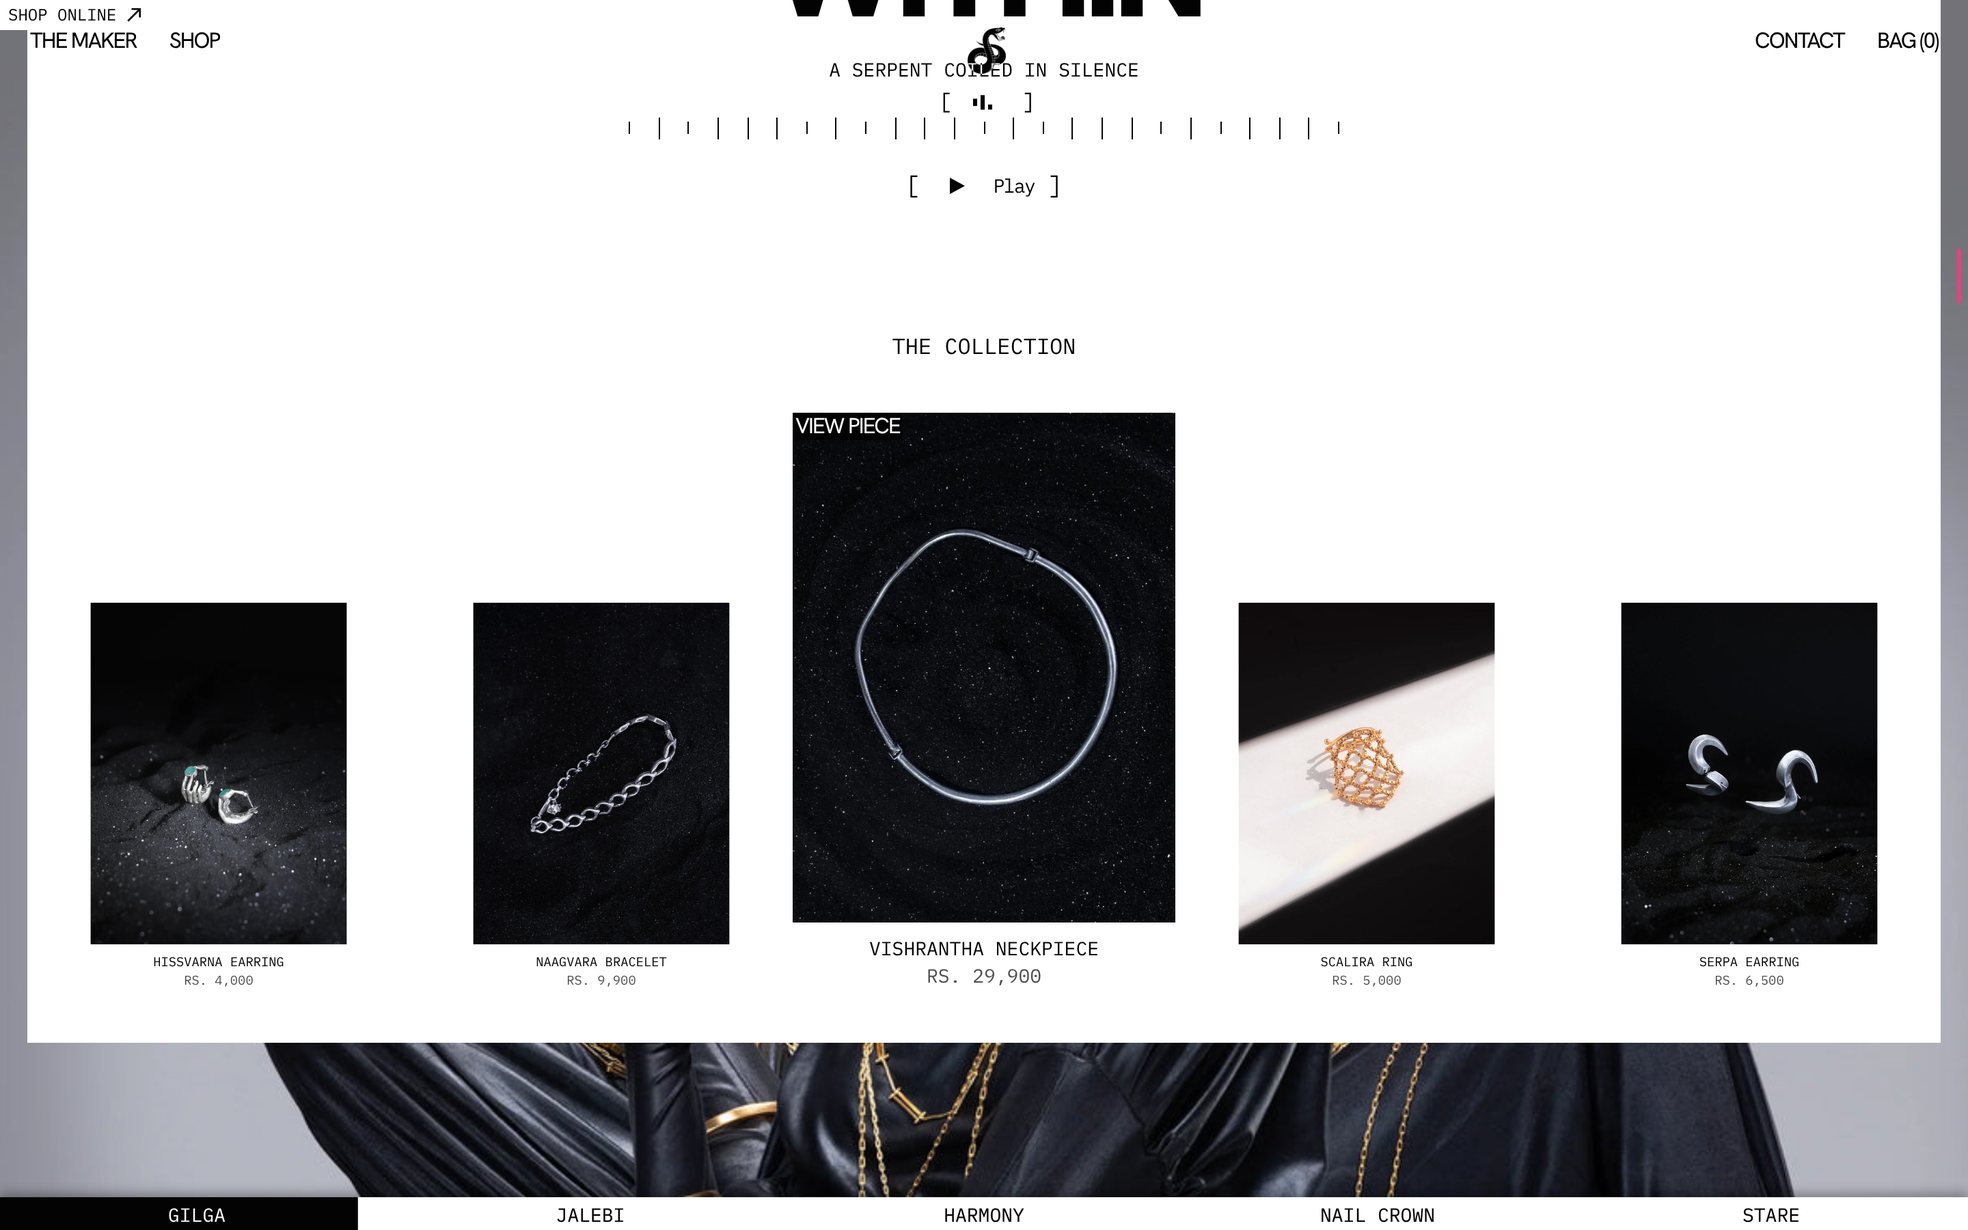 SHOP ONLINE
THE MAKER SHOP CONTACT BAG (0)
A SERPENT COILED IN SILENCE
[ ]
[ Play ]
THE COLLECTION
VIEW PIECE
HISSVARNA EARRING
RS. 4,000
NAAGVARA BRACELET
RS. 9,900
VISHRANTHA NECKPIECE
RS. 29,900
SCALIRA RING
RS. 5,000
SERPA EARRING
RS. 6,500
GILGA JALEBI HARMONY NAIL CROWN STARE